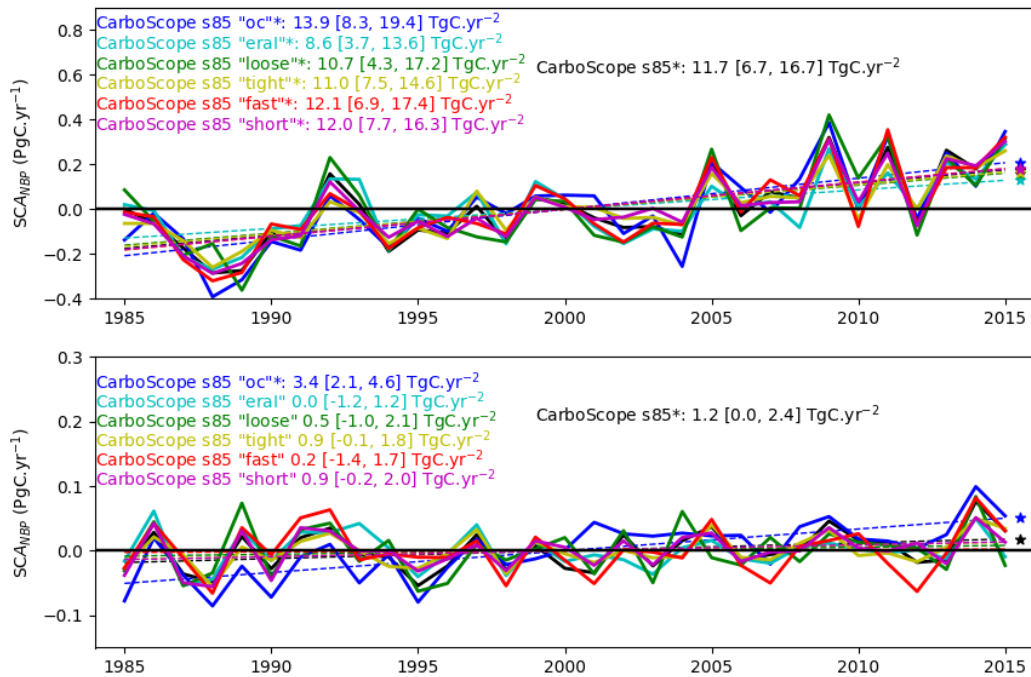 CarboScope s85 "oc"*: 13.9 [8.3, 19.4] TgC.yr⁻²
CarboScope s85 "eral"*: 8.6 [3.7, 13.6] TgC.yr⁻²
CarboScope s85 "loose"*: 10.7 [4.3, 17.2] TgC.yr⁻²
CarboScope s85*: 11.7 [6.7, 16.7] TgC.yr⁻²
CarboScope s85 "tight"*: 11.0 [7.5, 14.6] TgC.yr⁻²
CarboScope s85 "fast"*: 12.1 [6.9, 17.4] TgC.yr⁻²
CarboScope s85 "short"*: 12.0 [7.7, 16.3] TgC.yr⁻²
SCA_NBP (PgC.yr⁻¹)
0.8
0.6
0.4
0.2
0.0
−0.2
−0.4
1985 1990 1995 2000 2005 2010 2015
CarboScope s85 "oc"*: 3.4 [2.1, 4.6] TgC.yr⁻²
CarboScope s85 "eral" 0.0 [-1.2, 1.2] TgC.yr⁻²
CarboScope s85*: 1.2 [0.0, 2.4] TgC.yr⁻²
CarboScope s85 "loose" 0.5 [-1.0, 2.1] TgC.yr⁻²
CarboScope s85 "tight" 0.9 [-0.1, 1.8] TgC.yr⁻²
CarboScope s85 "fast" 0.2 [-1.4, 1.7] TgC.yr⁻²
CarboScope s85 "short" 0.9 [-0.2, 2.0] TgC.yr⁻²
SCA_NBP (PgC.yr⁻¹)
0.3
0.2
0.1
0.0
−0.1
1985 1990 1995 2000 2005 2010 2015